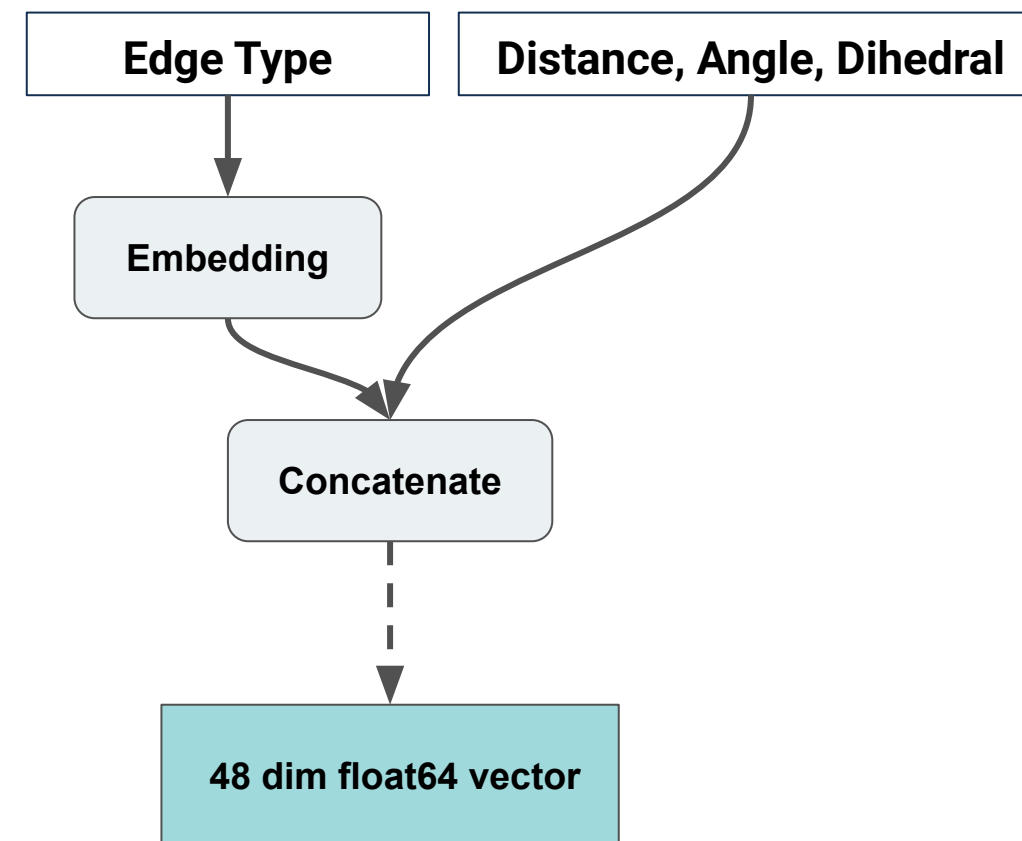 Edge Type
Distance, Angle, Dihedral
Embedding
Concatenate
48 dim float64 vector